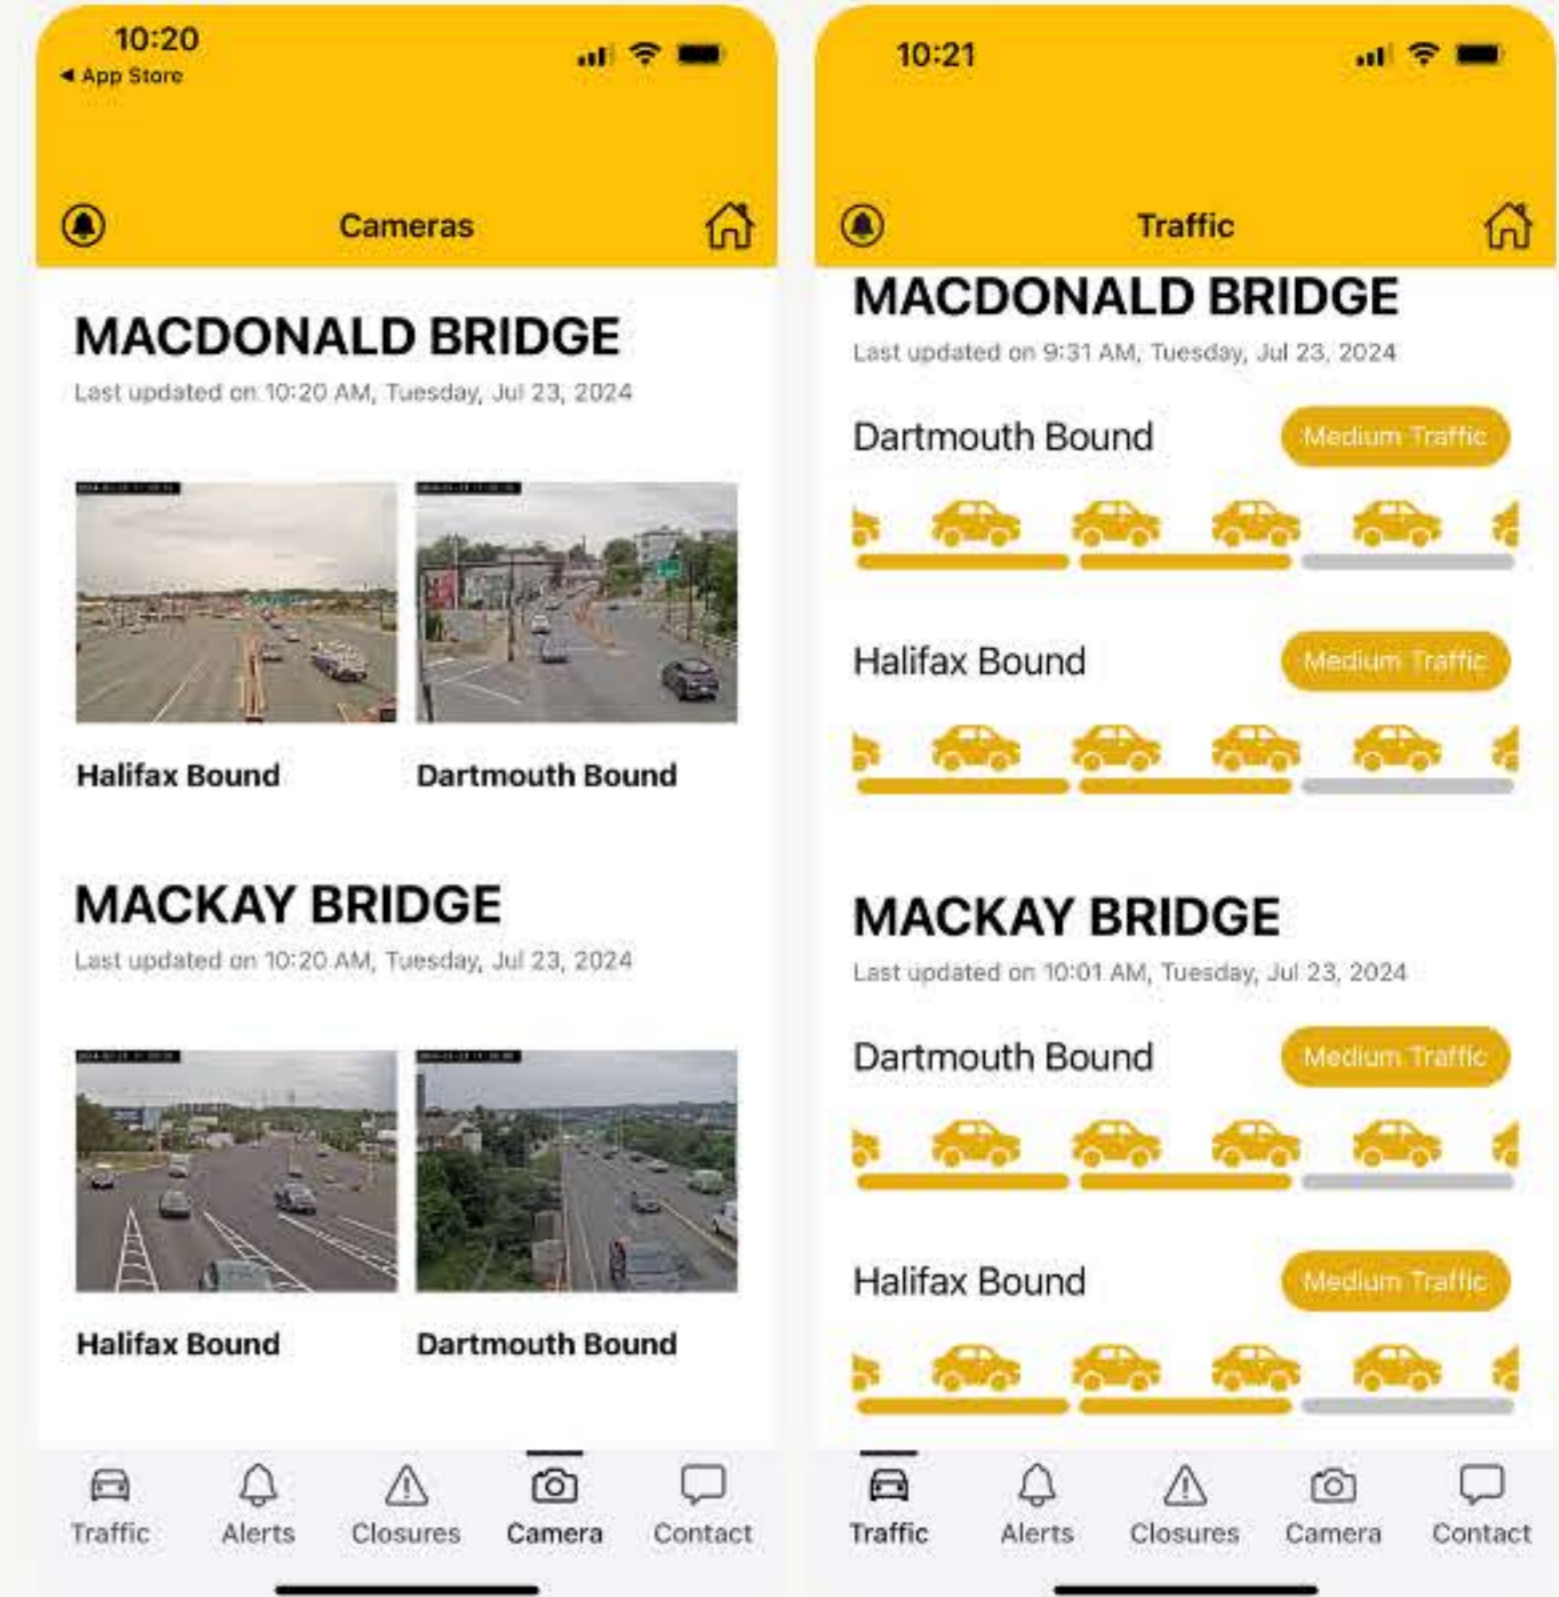 10:20
App Store
Cameras
MACDONALD BRIDGE
Last updated on 10:20 AM, Tuesday, Jul 23, 2024
Halifax Bound
Dartmouth Bound
MACKAY BRIDGE
Last updated on 10:20 AM, Tuesday, Jul 23, 2024
Halifax Bound
Dartmouth Bound
Traffic
Alerts
Closures
Camera
Contact
10:21
Traffic
MACDONALD BRIDGE
Last updated on 9:31 AM, Tuesday, Jul 23, 2024
Dartmouth Bound
Medium Traffic
Halifax Bound
Medium Traffic
MACKAY BRIDGE
Last updated on 10:01 AM, Tuesday, Jul 23, 2024
Dartmouth Bound
Medium Traffic
Halifax Bound
Medium Traffic
Traffic
Alerts
Closures
Camera
Contact